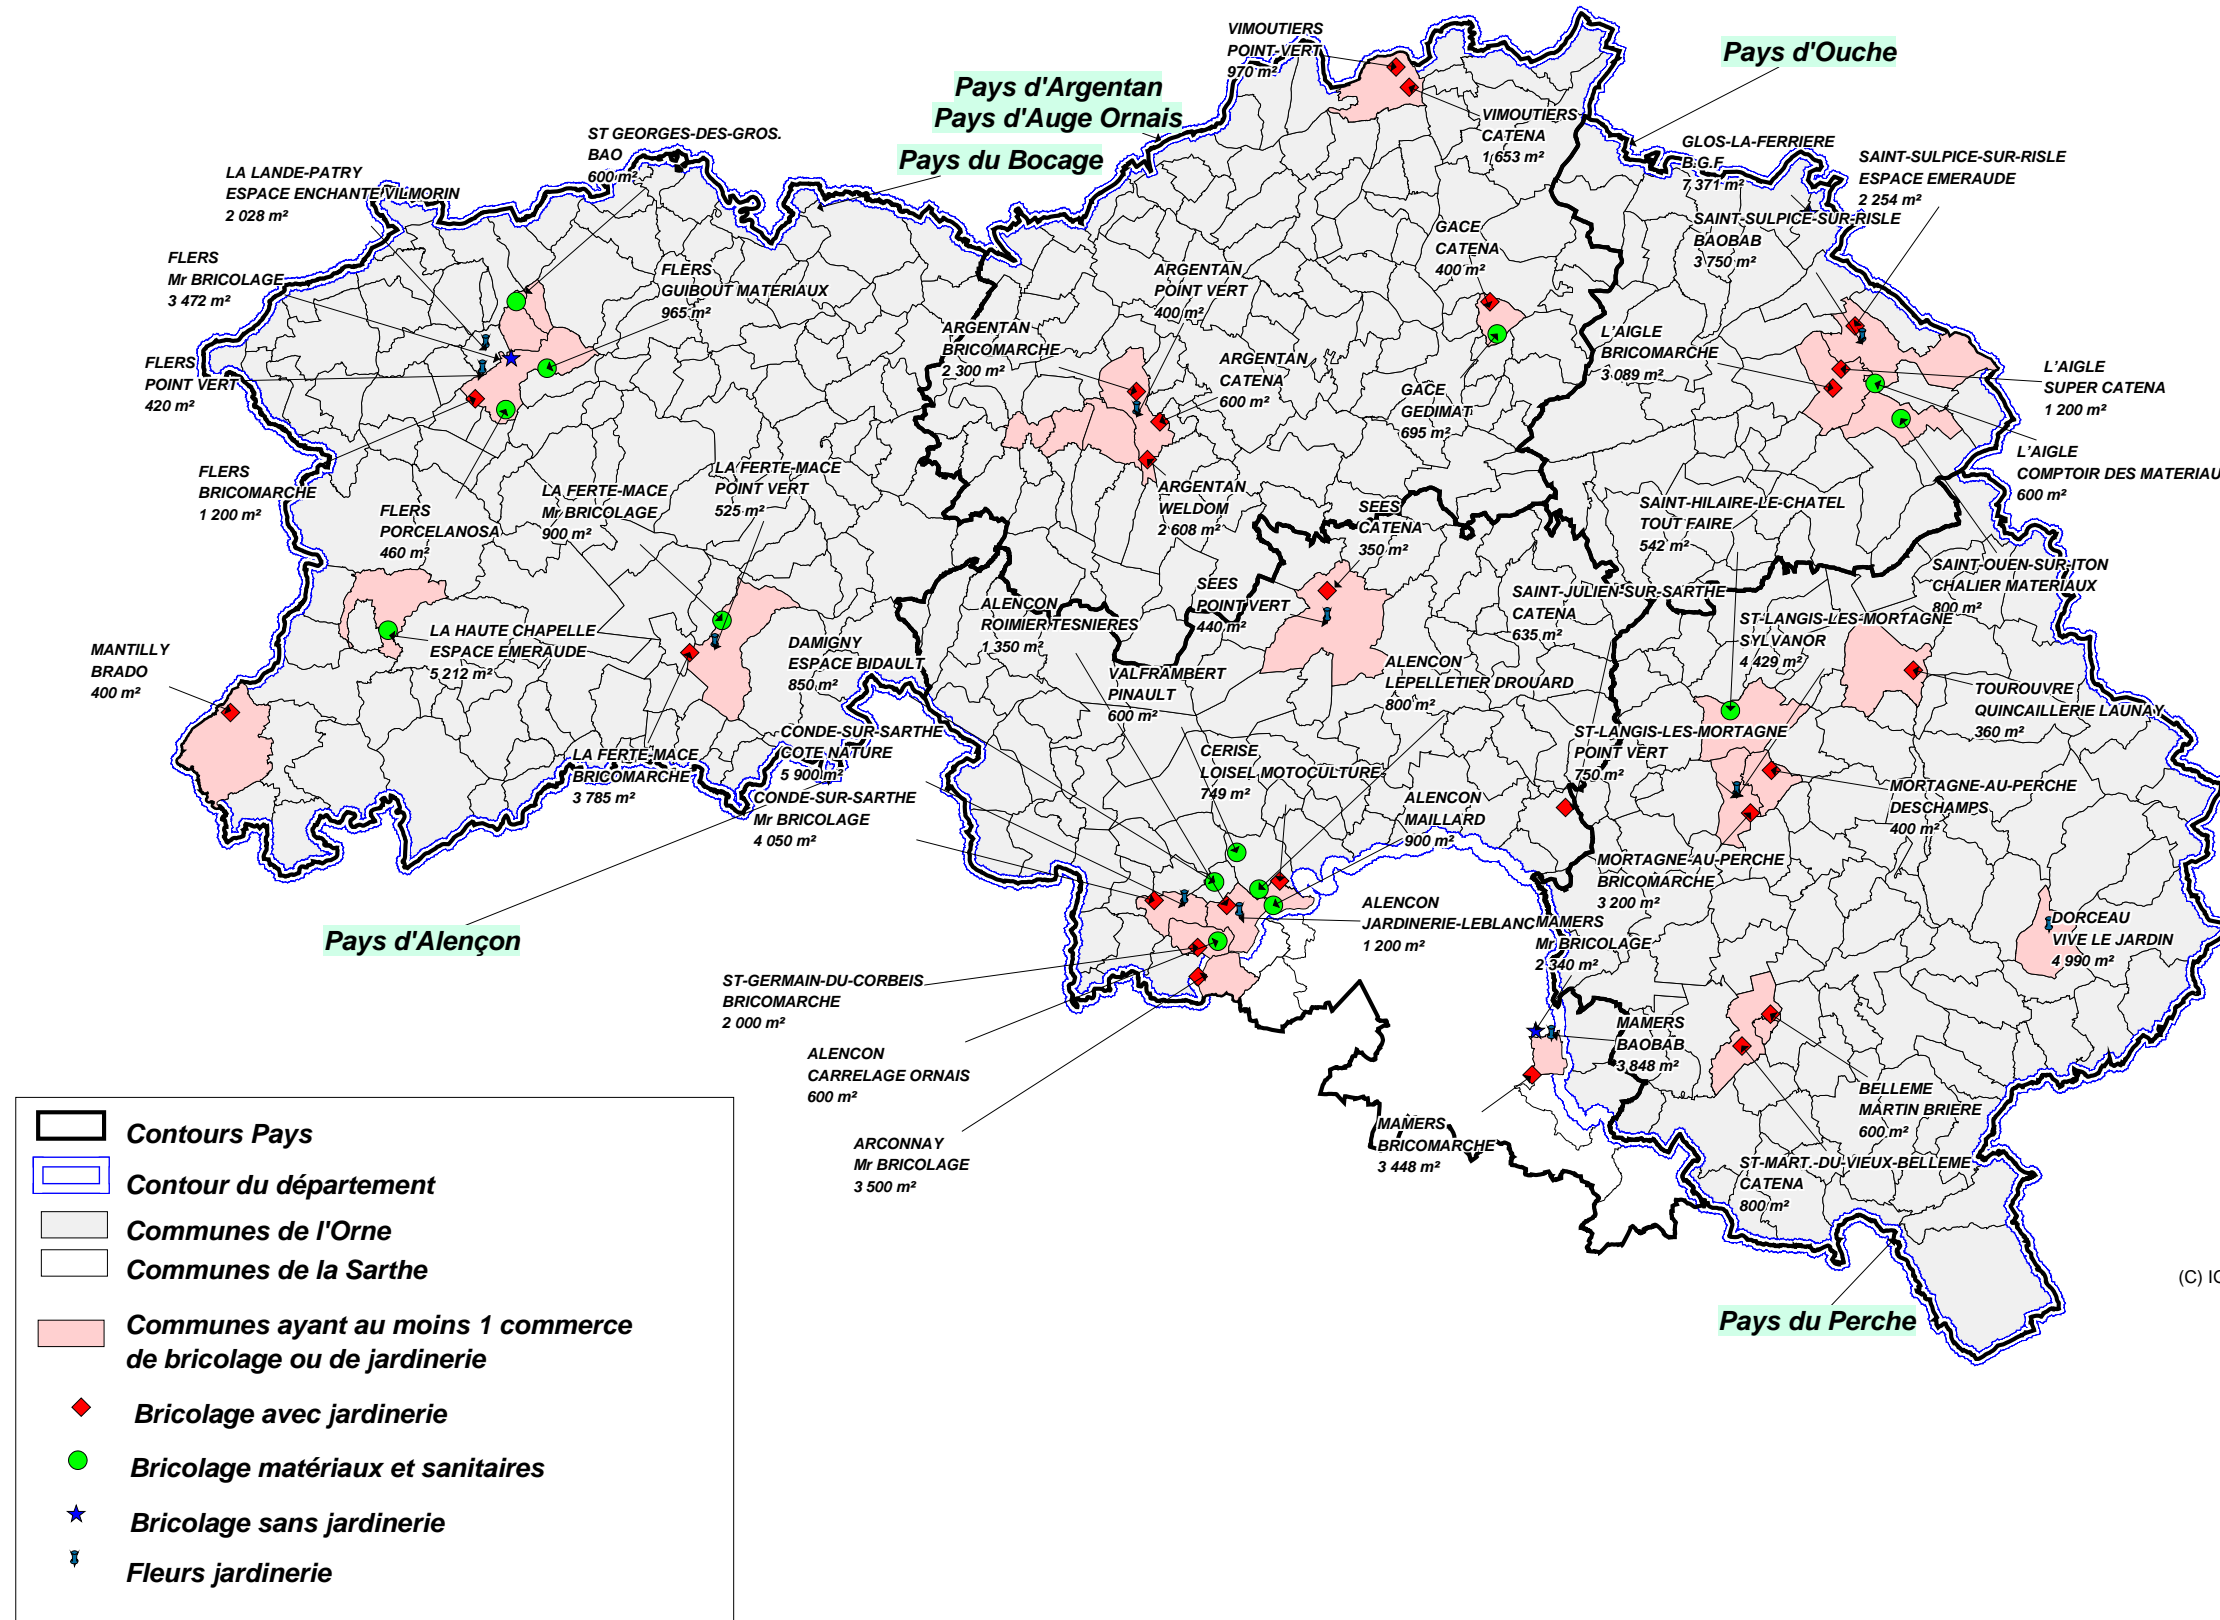 VIMOUTIERS
POINT VERT
970 m²
Pays d'Ouche
Pays d'Argentan
Pays d'Auge Ornais
Pays du Bocage
VIMOUTIERS
CATENA
1 653 m²
ST GEORGES-DES-GROS.
BAO
600 m²
LA LANDE-PATRY
ESPACE ENCHANTE VILMORIN
2 028 m²
GLOS-LA-FERRIERE
B.G.F
7 371 m²
SAINT-SULPICE-SUR-RISLE
ESPACE EMERAUDE
2 254 m²
SAINT-SULPICE-SUR-RISLE
BAOBAB
3 750 m²
GACE
CATENA
400 m²
FLERS
Mr BRICOLAGE
3 472 m²
FLERS
GUIBOUT MATERIAUX
965 m²
ARGENTAN
POINT VERT
400 m²
ARGENTAN
BRICOMARCHE
2 300 m²
ARGENTAN
CATENA
600 m²
L'AIGLE
BRICOMARCHE
3 089 m²
FLERS
POINT VERT
420 m²
GACE
GEDIMAT
695 m²
L'AIGLE
SUPER CATENA
1 200 m²
L'AIGLE
COMPTOIR DES MATERIAU
600 m²
FLERS
BRICOMARCHE
1 200 m²
FLERS
PORCELANOSA
460 m²
LA FERTE-MACE
Mr BRICOLAGE
900 m²
LA FERTE-MACE
POINT VERT
525 m²
ARGENTAN
WELDOM
2 608 m²
SEES
CATENA
350 m²
SAINT-HILAIRE-LE-CHATEL
TOUT FAIRE
542 m²
SAINT-OUEN-SUR-ITON
CHALIER MATERIAUX
800 m²
SEES
POINT VERT
440 m²
SAINT-JULIEN-SUR-SARTHE
CATENA
635 m²
ALENCON
ROIMIER TESNIERES
1 350 m²
ST-LANGIS-LES-MORTAGNE
SYLVANOR
4 429 m²
MANTILLY
BRADO
400 m²
LA HAUTE CHAPELLE
ESPACE EMERAUDE
5 212 m²
DAMIGNY
ESPACE BIDAULT
850 m²
VALFRAMBERT
PINAULT
600 m²
ALENCON
LEPELLETIER DROUARD
800 m²
TOUROUVRE
QUINCAILLERIE LAUNAY
360 m²
LA FERTE-MACE
BRICOMARCHE
3 785 m²
CONDE-SUR-SARTHE
COTE NATURE
5 900 m²
CERISE
LOISEL MOTOCULTURE
749 m²
ST-LANGIS-LES-MORTAGNE
POINT VERT
750 m²
MORTAGNE-AU-PERCHE
DESCHAMPS
400 m²
CONDE-SUR-SARTHE
Mr BRICOLAGE
4 050 m²
ALENCON
MAILLARD
900 m²
MORTAGNE-AU-PERCHE
BRICOMARCHE
3 200 m²
Pays d'Alençon
ALENCON
JARDINERIE-LEBLANC
1 200 m²
MAMERS
Mr BRICOLAGE
2 340 m²
DORCEAU
VIVE LE JARDIN
4 990 m²
ST-GERMAIN-DU-CORBEIS
BRICOMARCHE
2 000 m²
MAMERS
BAOBAB
3 848 m²
ALENCON
CARRELAGE ORNAIS
600 m²
BELLEME
MARTIN BRIERE
600 m²
ARCONNAY
Mr BRICOLAGE
3 500 m²
MAMERS
BRICOMARCHE
3 448 m²
ST-MART.-DU-VIEUX-BELLEME
CATENA
800 m²
Pays du Perche
(C) IG
Contours Pays
Contour du département
Communes de l'Orne
Communes de la Sarthe
Communes ayant au moins 1 commerce
de bricolage ou de jardinerie
Bricolage avec jardinerie
Bricolage matériaux et sanitaires
Bricolage sans jardinerie
Fleurs jardinerie